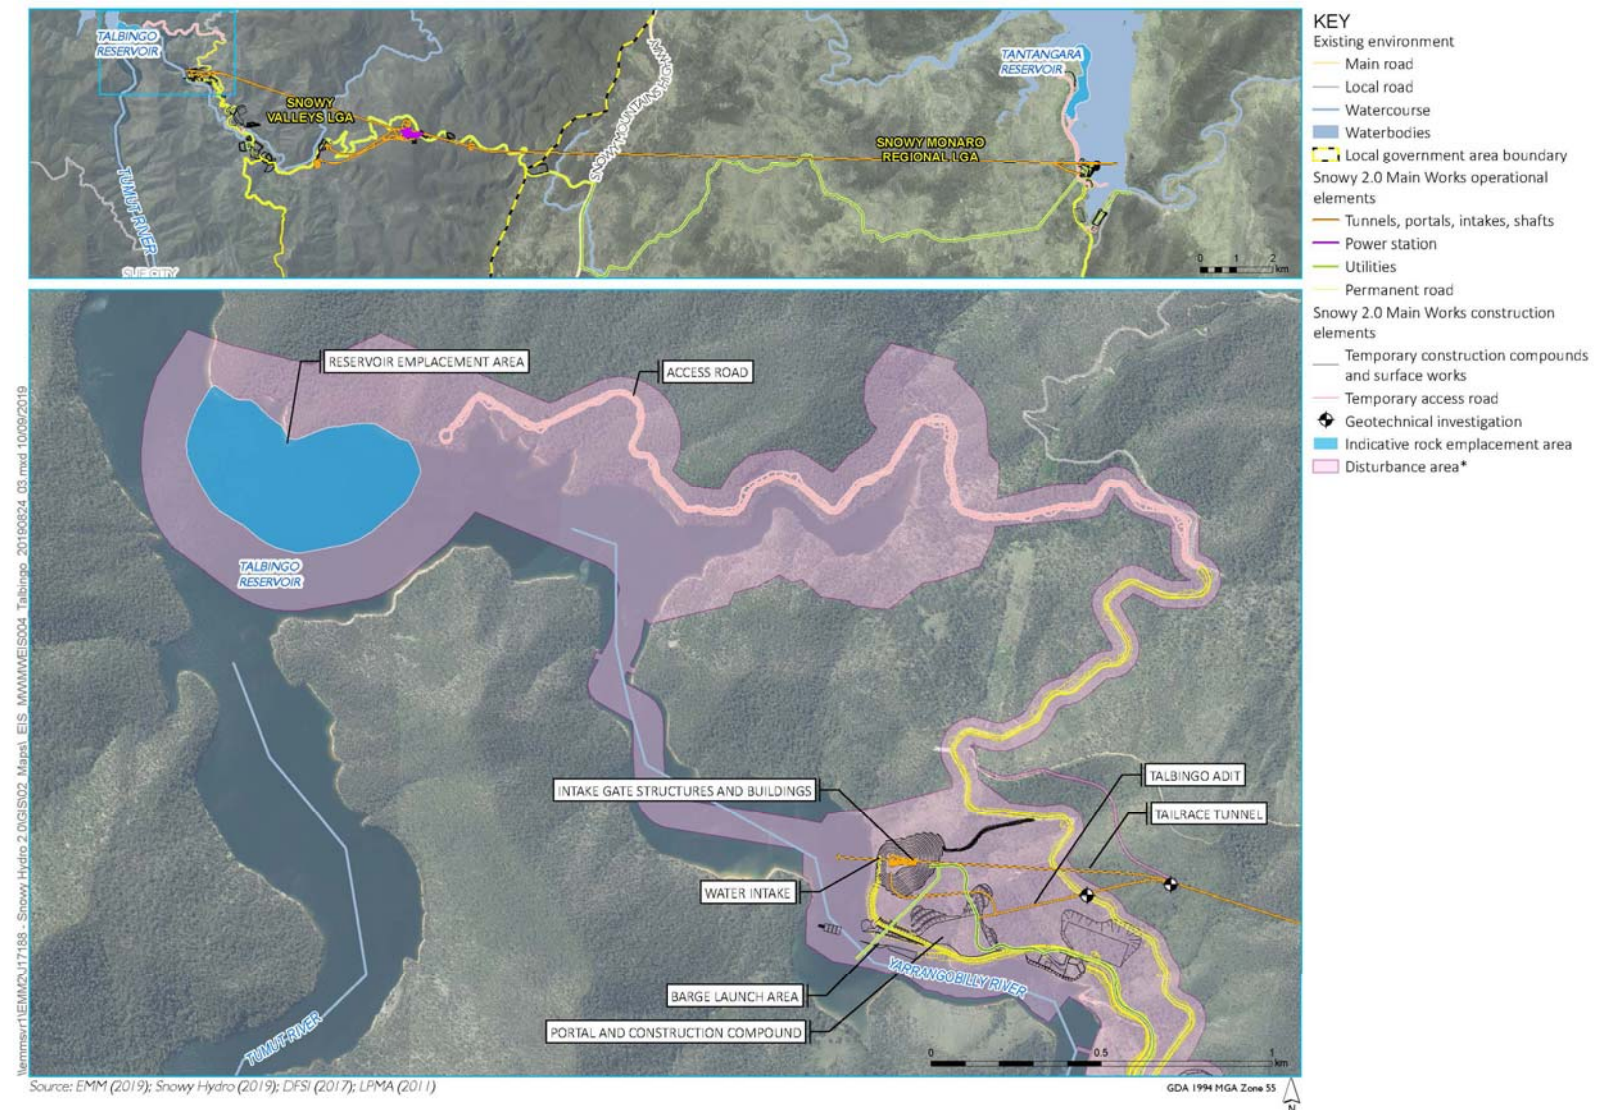 TALBINGO
RESERVOIR
SNOWY
VALLEYS LGA
TUMUT RIVER
SUE CITY
SNOWY MOUNTAINS HIGHWAY
TANTANGARA
RESERVOIR
SNOWY MONARO
REGIONAL LGA
0 1 2
km
KEY
Existing environment
Main road
Local road
Watercourse
Waterbodies
Local government area boundary
Snowy 2.0 Main Works operational
elements
Tunnels, portals, intakes, shafts
Power station
Utilities
Permanent road
Snowy 2.0 Main Works construction
elements
Temporary construction compounds
and surface works
Temporary access road
Geotechnical investigation
Indicative rock emplacement area
Disturbance area*
RESERVOIR EMPLACEMENT AREA
ACCESS ROAD
TALBINGO
RESERVOIR
INTAKE GATE STRUCTURES AND BUILDINGS
TALBINGO ADIT
TAILRACE TUNNEL
WATER INTAKE
YARRANGOBILLY RIVER
BARGE LAUNCH AREA
PORTAL AND CONSTRUCTION COMPOUND
TUMUT RIVER
0 0.5 1
km
Source: EMM (2019); Snowy Hydro (2019); DFSI (2017); LPMA (2011)
GDA 1994 MGA Zone 55
N